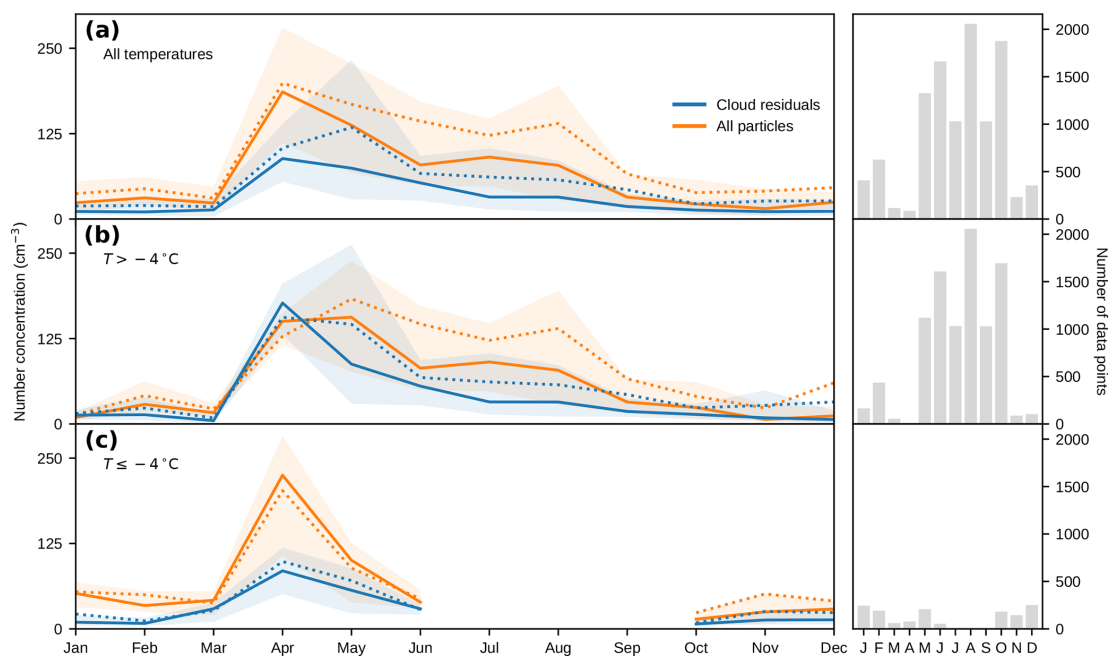 (a)
All temperatures
Cloud residuals
All particles
250
125
0
2000
1500
1000
500
0
(b)
T > −4 °C
250
125
0
2000
1500
1000
500
0
Number concentration (cm⁻³)
Number of data points
(c)
T ≤ −4 °C
250
125
0
2000
1500
1000
500
0
Jan Feb Mar Apr May Jun Jul Aug Sep Oct Nov Dec
J F M A M J J A S O N D